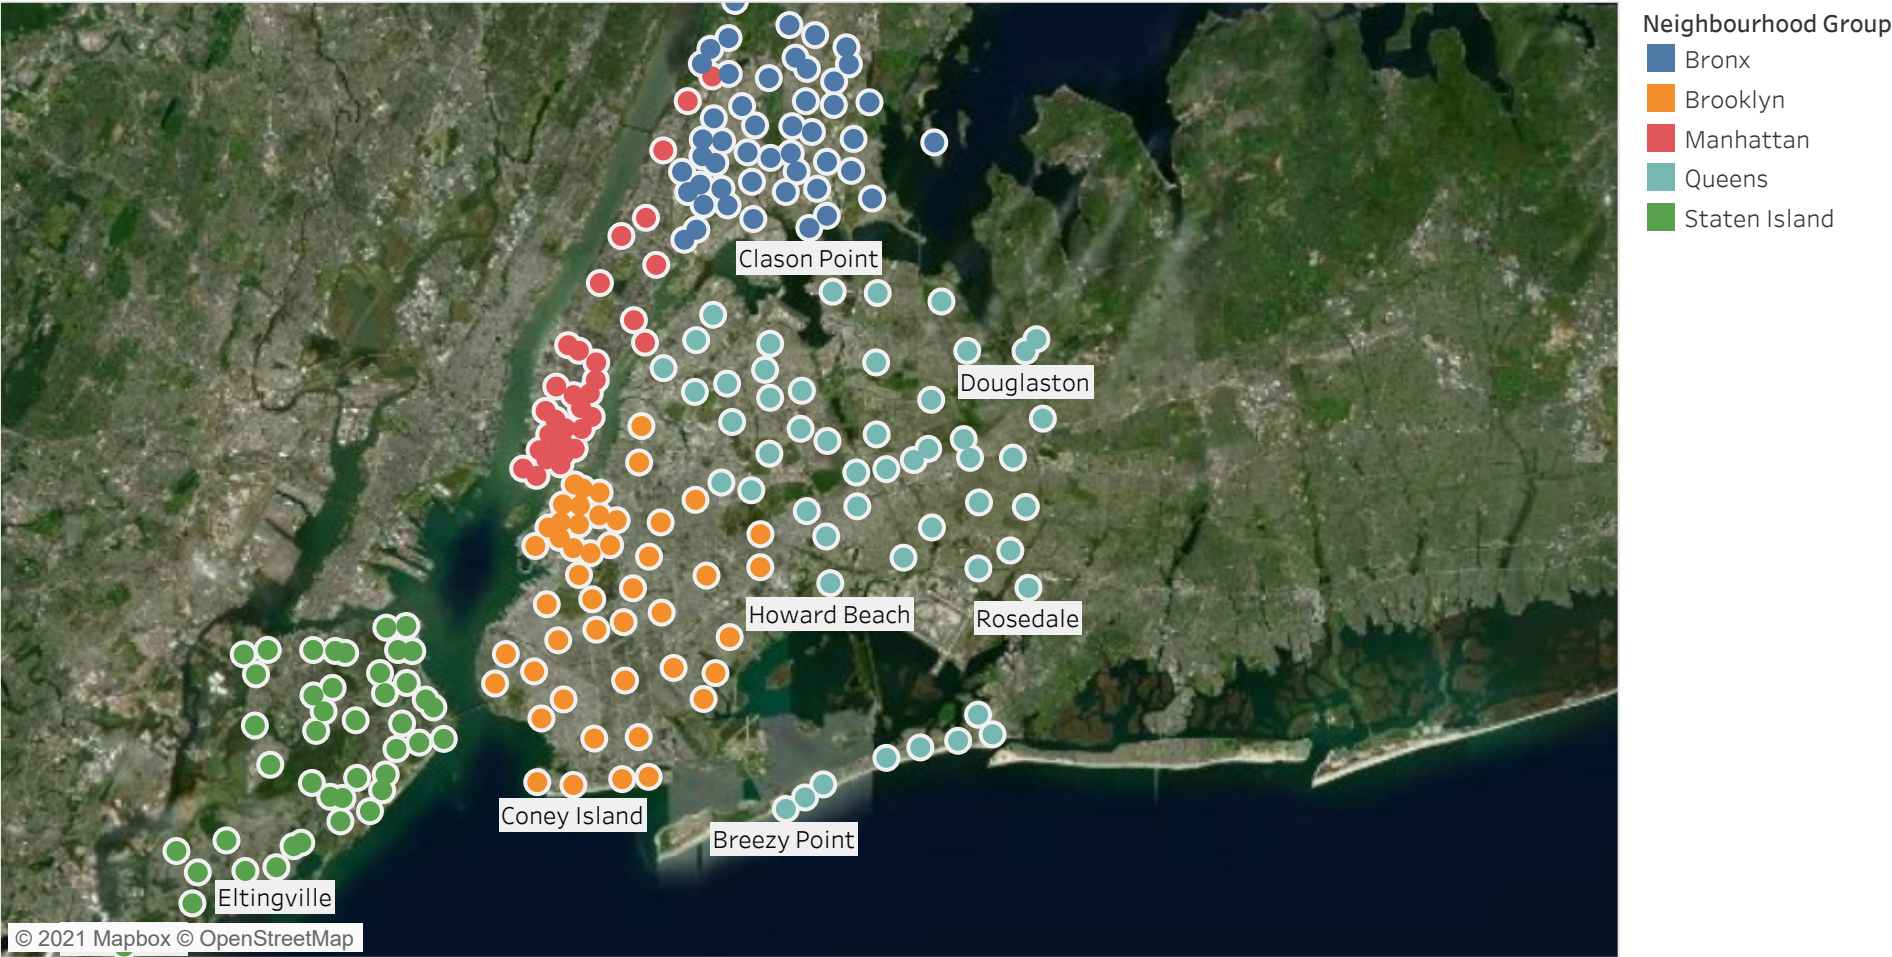 Neighbourhood Group
Bronx
Brooklyn
Manhattan
Queens
Staten Island
Clason Point
Douglaston
Howard Beach
Rosedale
Coney Island
Breezy Point
Eltingville
© 2021 Mapbox © OpenStreetMap